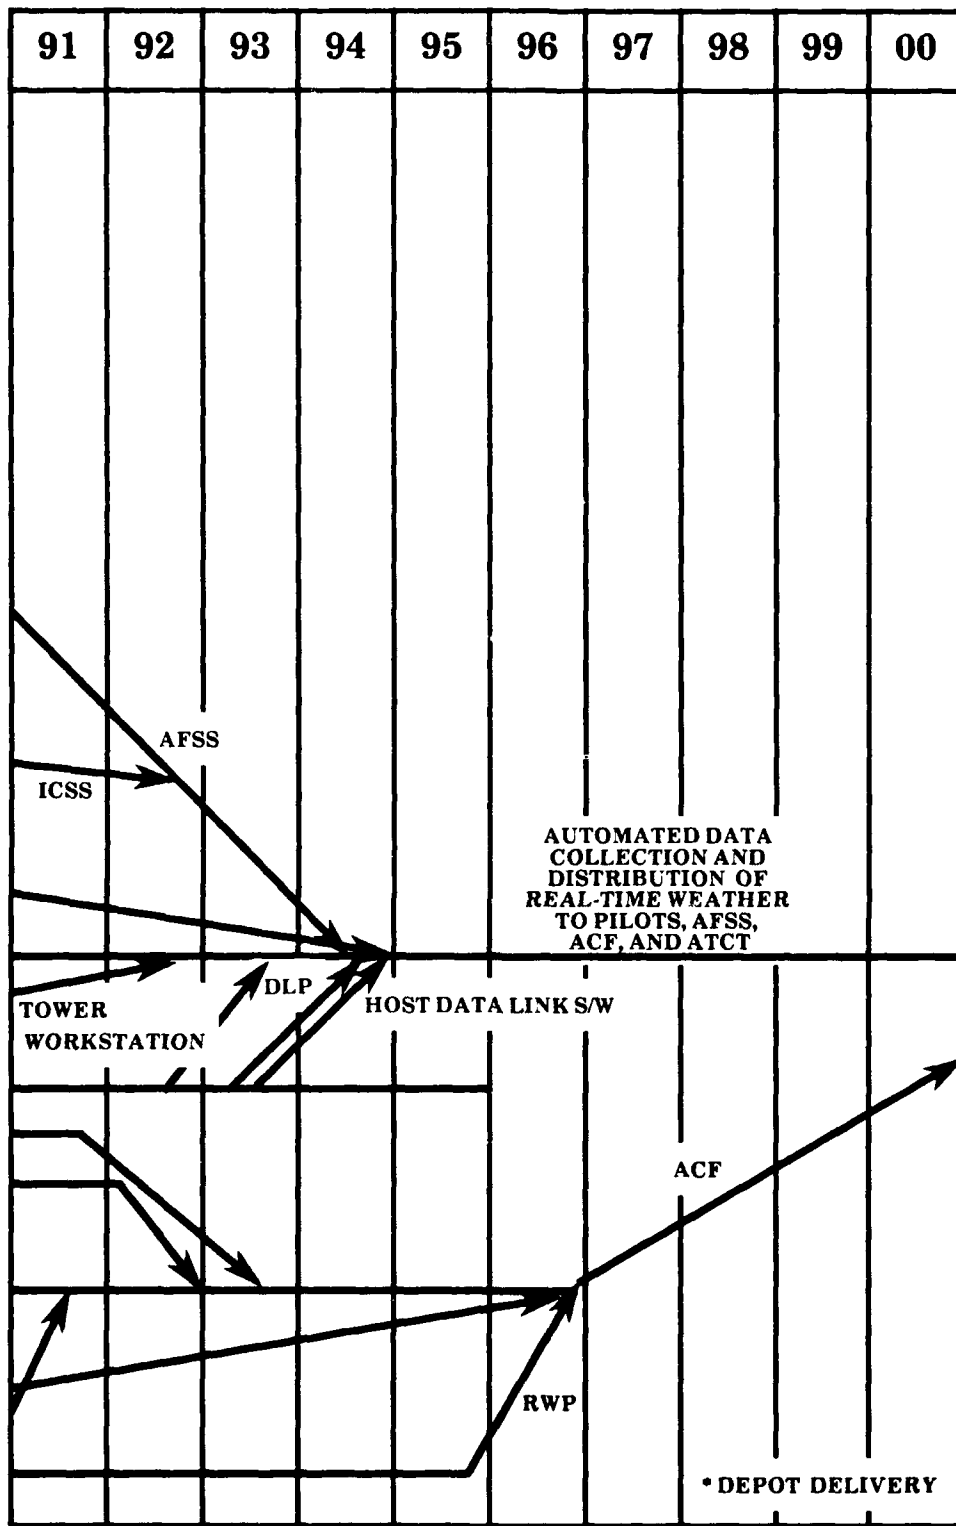 91 92 93 94 95 96 97 98 99 00
AFSS
ICSS
AUTOMATED DATA
COLLECTION AND
DISTRIBUTION OF
REAL-TIME WEATHER
TO PILOTS, AFSS,
ACF, AND ATCT
DLP
HOST DATA LINK S/W
TOWER
WORKSTATION
ACF
RWP
* DEPOT DELIVERY